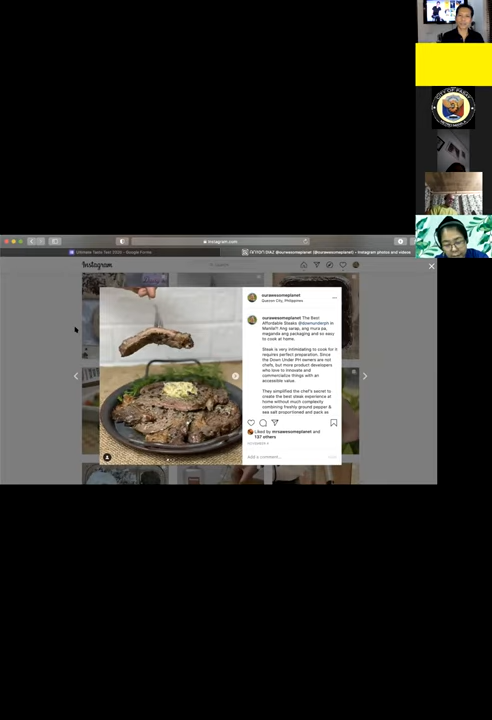 instagram.com
Ultimate Taste Test 2020 - Google Forms
Instagram photos and videos
Instagram
ourawesomeplanet
Quezon City, Philippines
ourawesomeplanet The Best
Affordable Steaks @downunderph in
Manila!! Ang sarap, ang mura pa,
maganda ang packaging and so easy
to cook at home.
Steak is very intimidating to cook for it
requires perfect preparation. Since
the Down Under PH owners are not
chefs, but more product developers
who love to innovate and
commercialize things with an
accessible value.
They simplified the chef's secret to
create the best steak experience at
home without much complexity
combining freshly ground pepper &
sea salt proportioned and pack as
Liked by mrsawesomeplanet and
137 others
Add a comment...